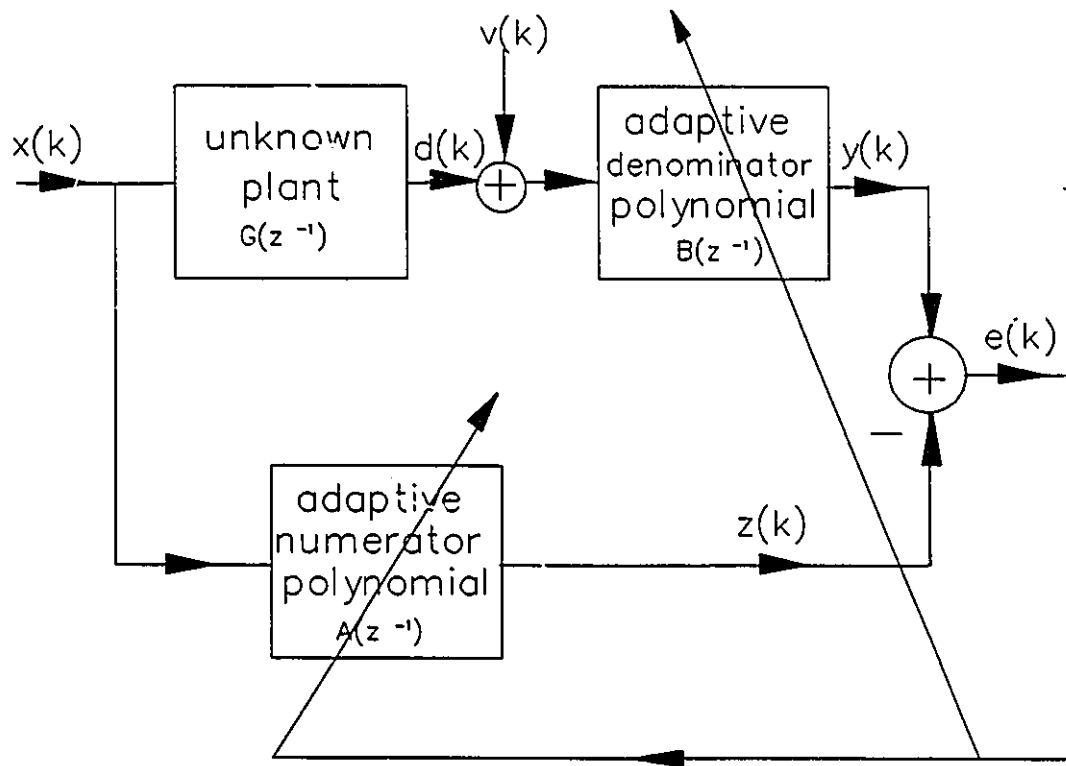 v(k)
x(k)
unknown
plant
G(z ⁻¹)
d(k)
+
adaptive
denominator
polynomial
B(z ⁻¹)
y(k)
e(k)
+
−
adaptive
numerator
polynomial
A(z ⁻¹)
z(k)